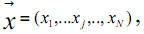 x⃗ = (x₁,...xⱼ,..,x_N),